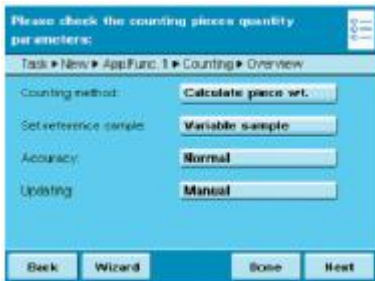 Please check the counting pieces quantity
parameters:
Task ▸ New ▸ App.Func. 1 ▸ Counting ▸ Overview
Counting method: Calculate piece wt.
Set reference sample: Variable sample
Accuracy: Normal
Updating: Manual
Back Wizard Done Next